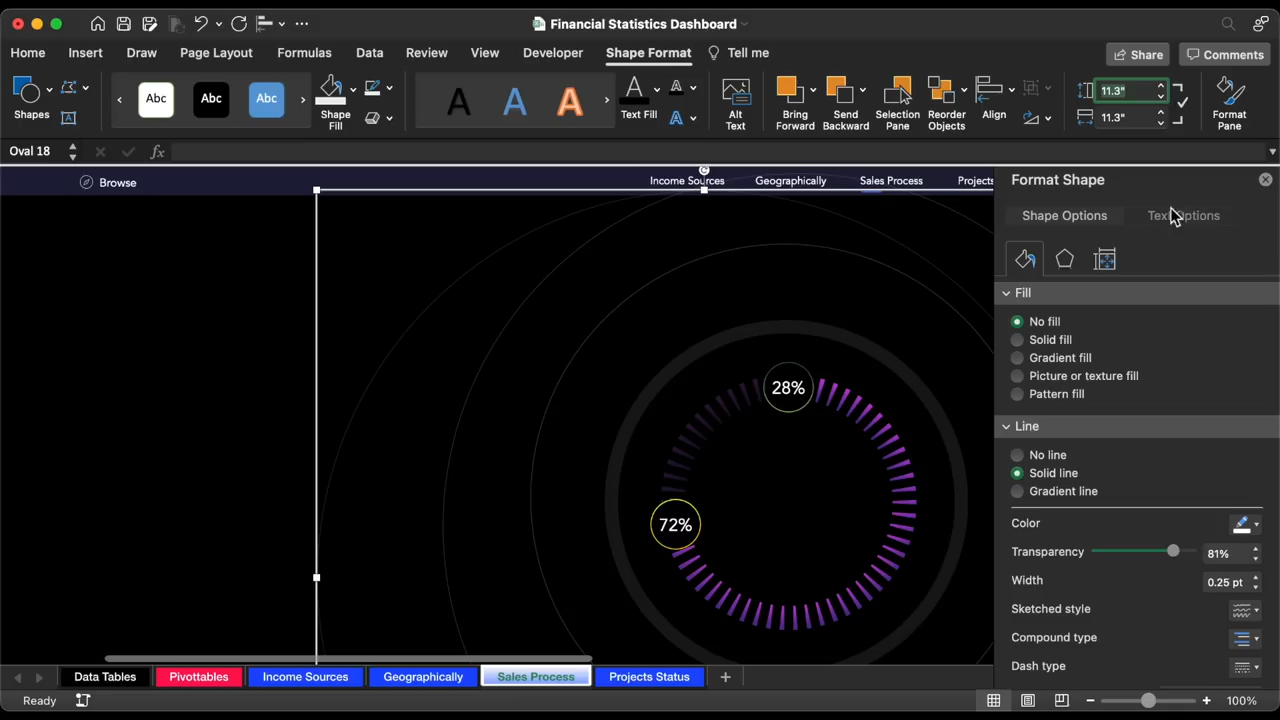 Financial Statistics Dashboard
Home Insert Draw Page Layout Formulas Data Review View Developer Shape Format Tell me Share Comments
Shapes Abc Abc Abc Shape Fill A A A Text Fill Alt Text Bring Forward Send Backward Selection Pane Reorder Objects Align 11.3" 11.3" Format Pane
Oval 18 fx
Browse Income Sources Geographically Sales Process Projects
Format Shape
Shape Options Text Options
Fill
No fill
Solid fill
Gradient fill
Picture or texture fill
Pattern fill
28%
72%
Line
No line
Solid line
Gradient line
Color
Transparency 81%
Width 0.25 pt
Sketched style
Compound type
Dash type
Data Tables Pivottables Income Sources Geographically Sales Process Projects Status
Ready 100%